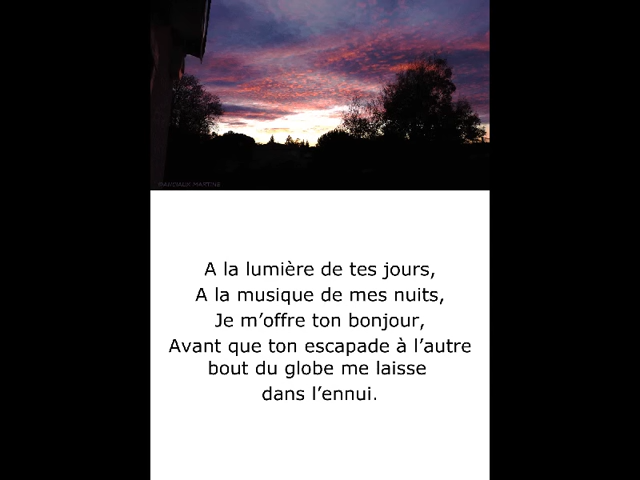 A la lumière de tes jours,
A la musique de mes nuits,
Je m’offre ton bonjour,
Avant que ton escapade à l’autre
bout du globe me laisse
dans l’ennui.